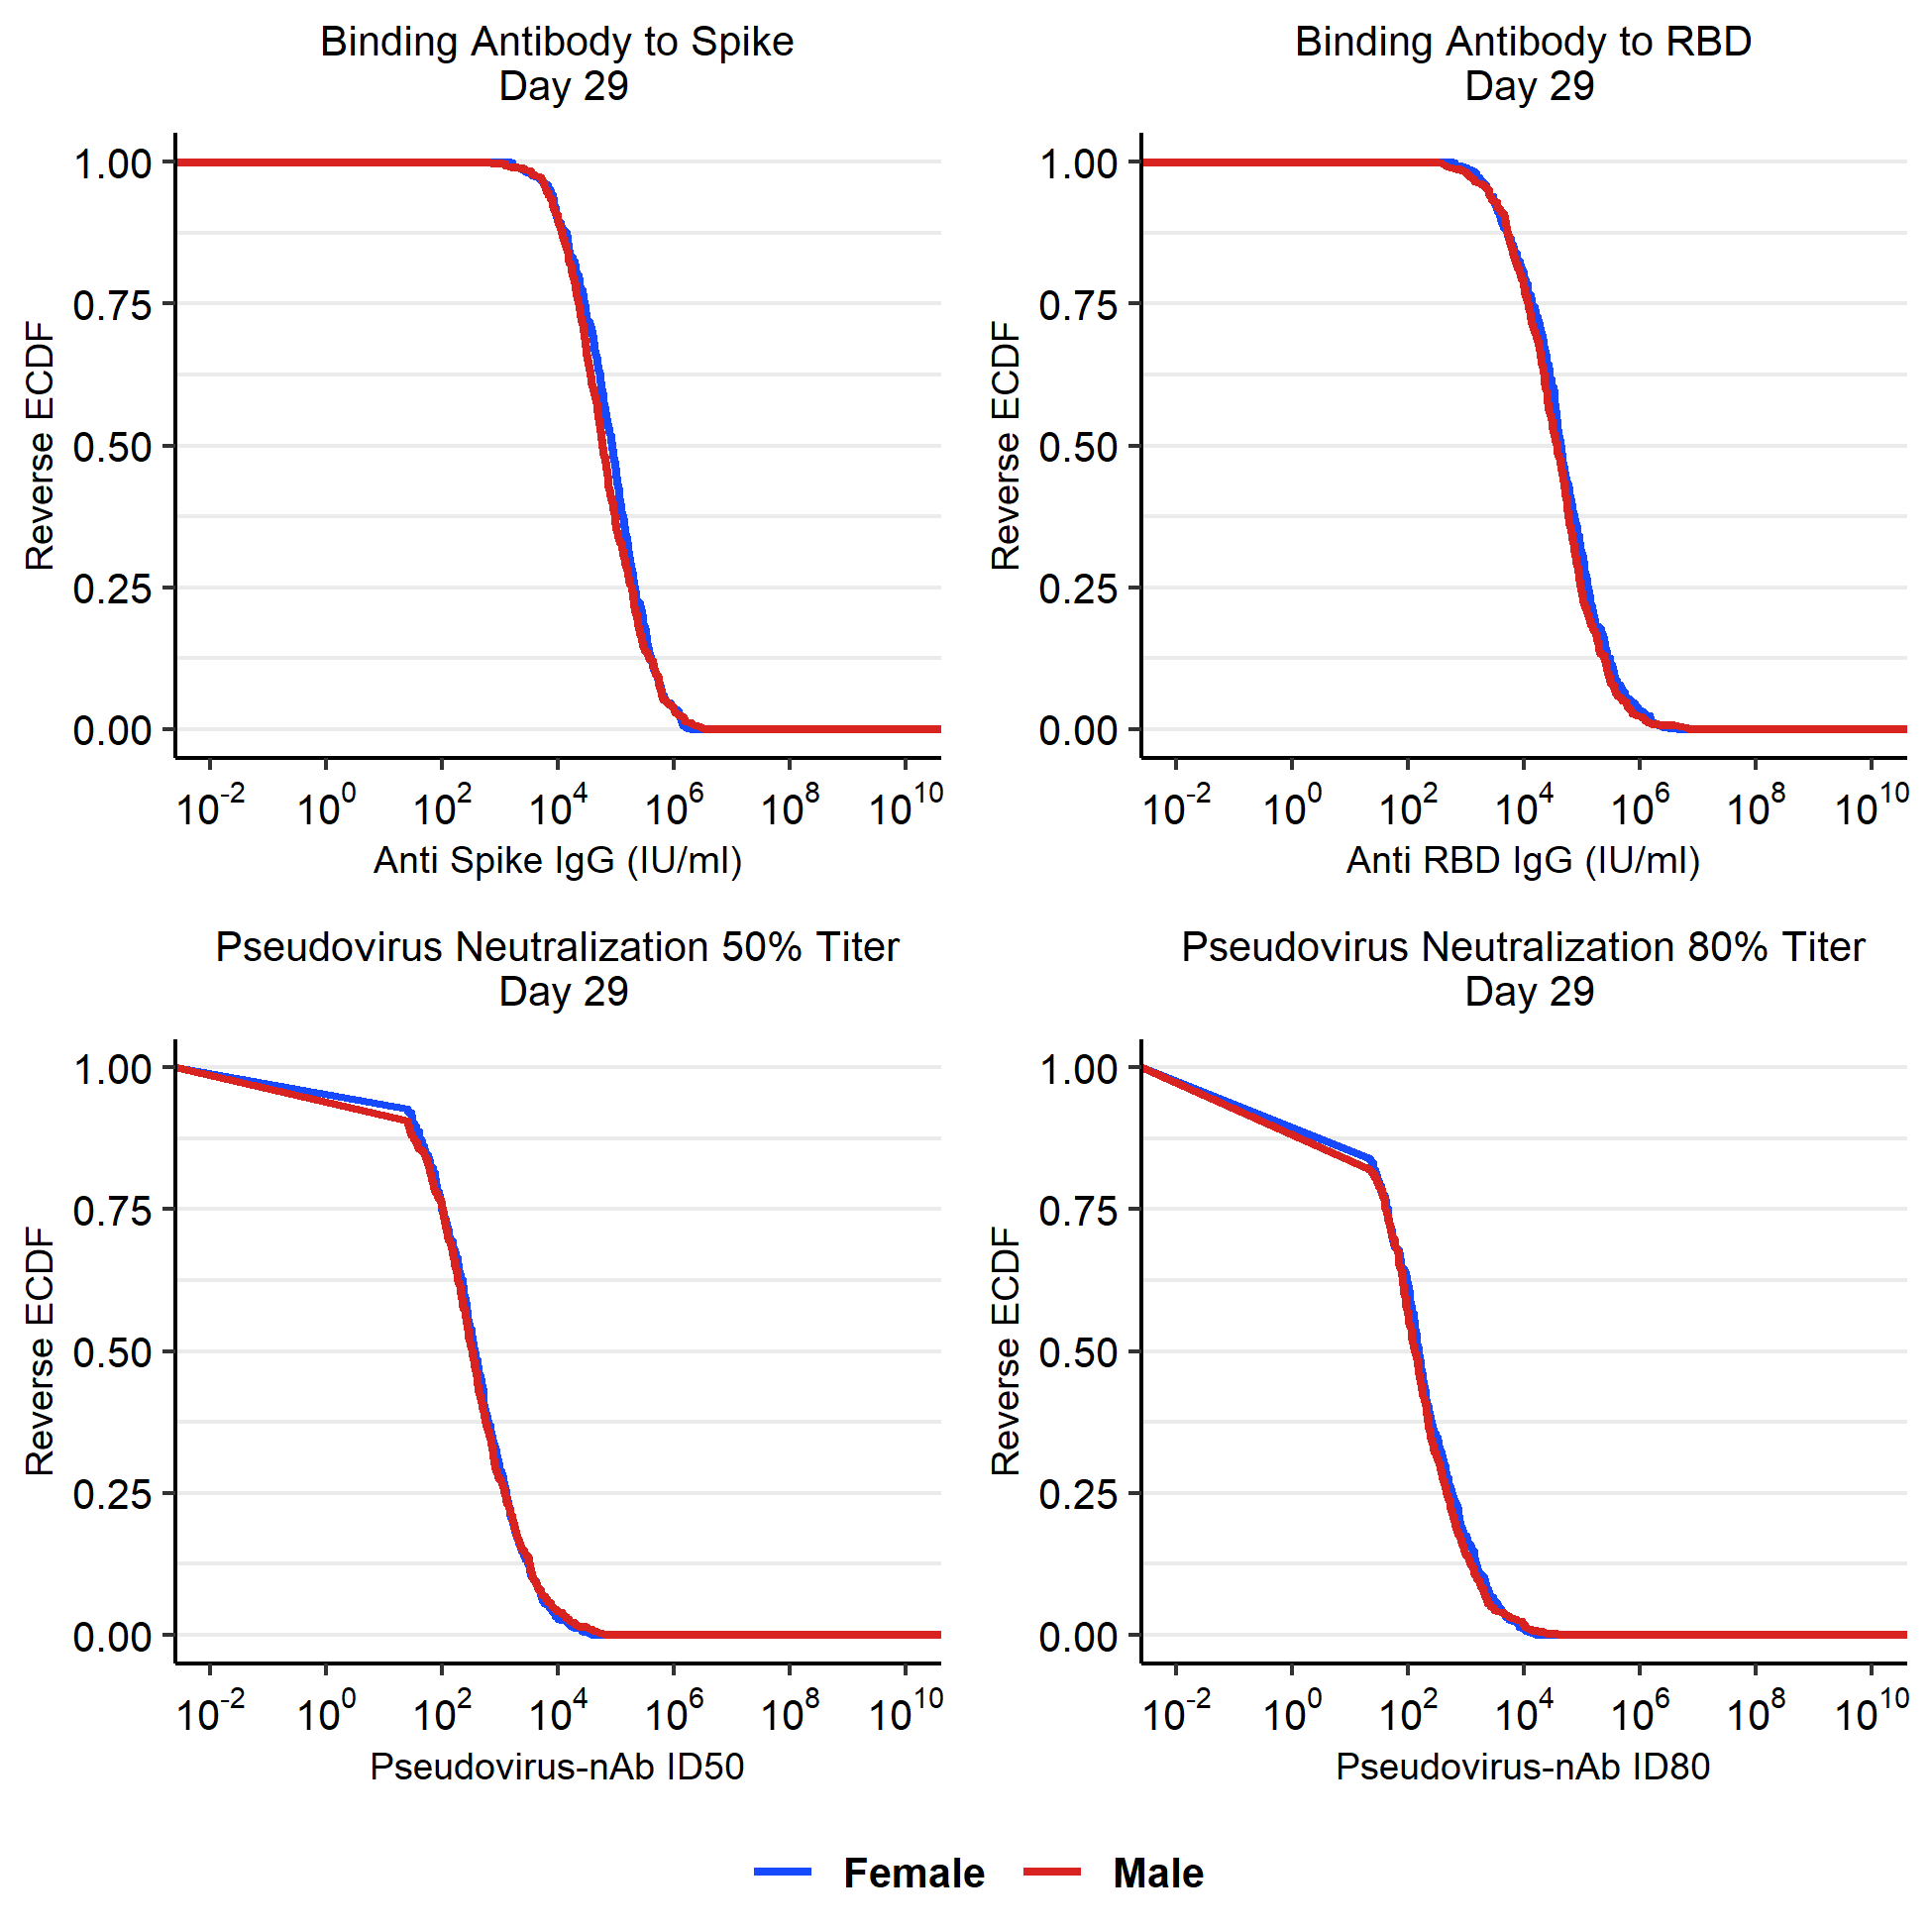 Binding Antibody to Spike
Day 29
1.00
0.75
0.50
0.25
0.00
Reverse ECDF
10^-2 10^0 10^2 10^4 10^6 10^8 10^10
Anti Spike IgG (IU/ml)
Binding Antibody to RBD
Day 29
1.00
0.75
0.50
0.25
0.00
Reverse ECDF
10^-2 10^0 10^2 10^4 10^6 10^8 10^10
Anti RBD IgG (IU/ml)
Pseudovirus Neutralization 50% Titer
Day 29
1.00
0.75
0.50
0.25
0.00
Reverse ECDF
10^-2 10^0 10^2 10^4 10^6 10^8 10^10
Pseudovirus-nAb ID50
Pseudovirus Neutralization 80% Titer
Day 29
1.00
0.75
0.50
0.25
0.00
Reverse ECDF
10^-2 10^0 10^2 10^4 10^6 10^8 10^10
Pseudovirus-nAb ID80
Female Male